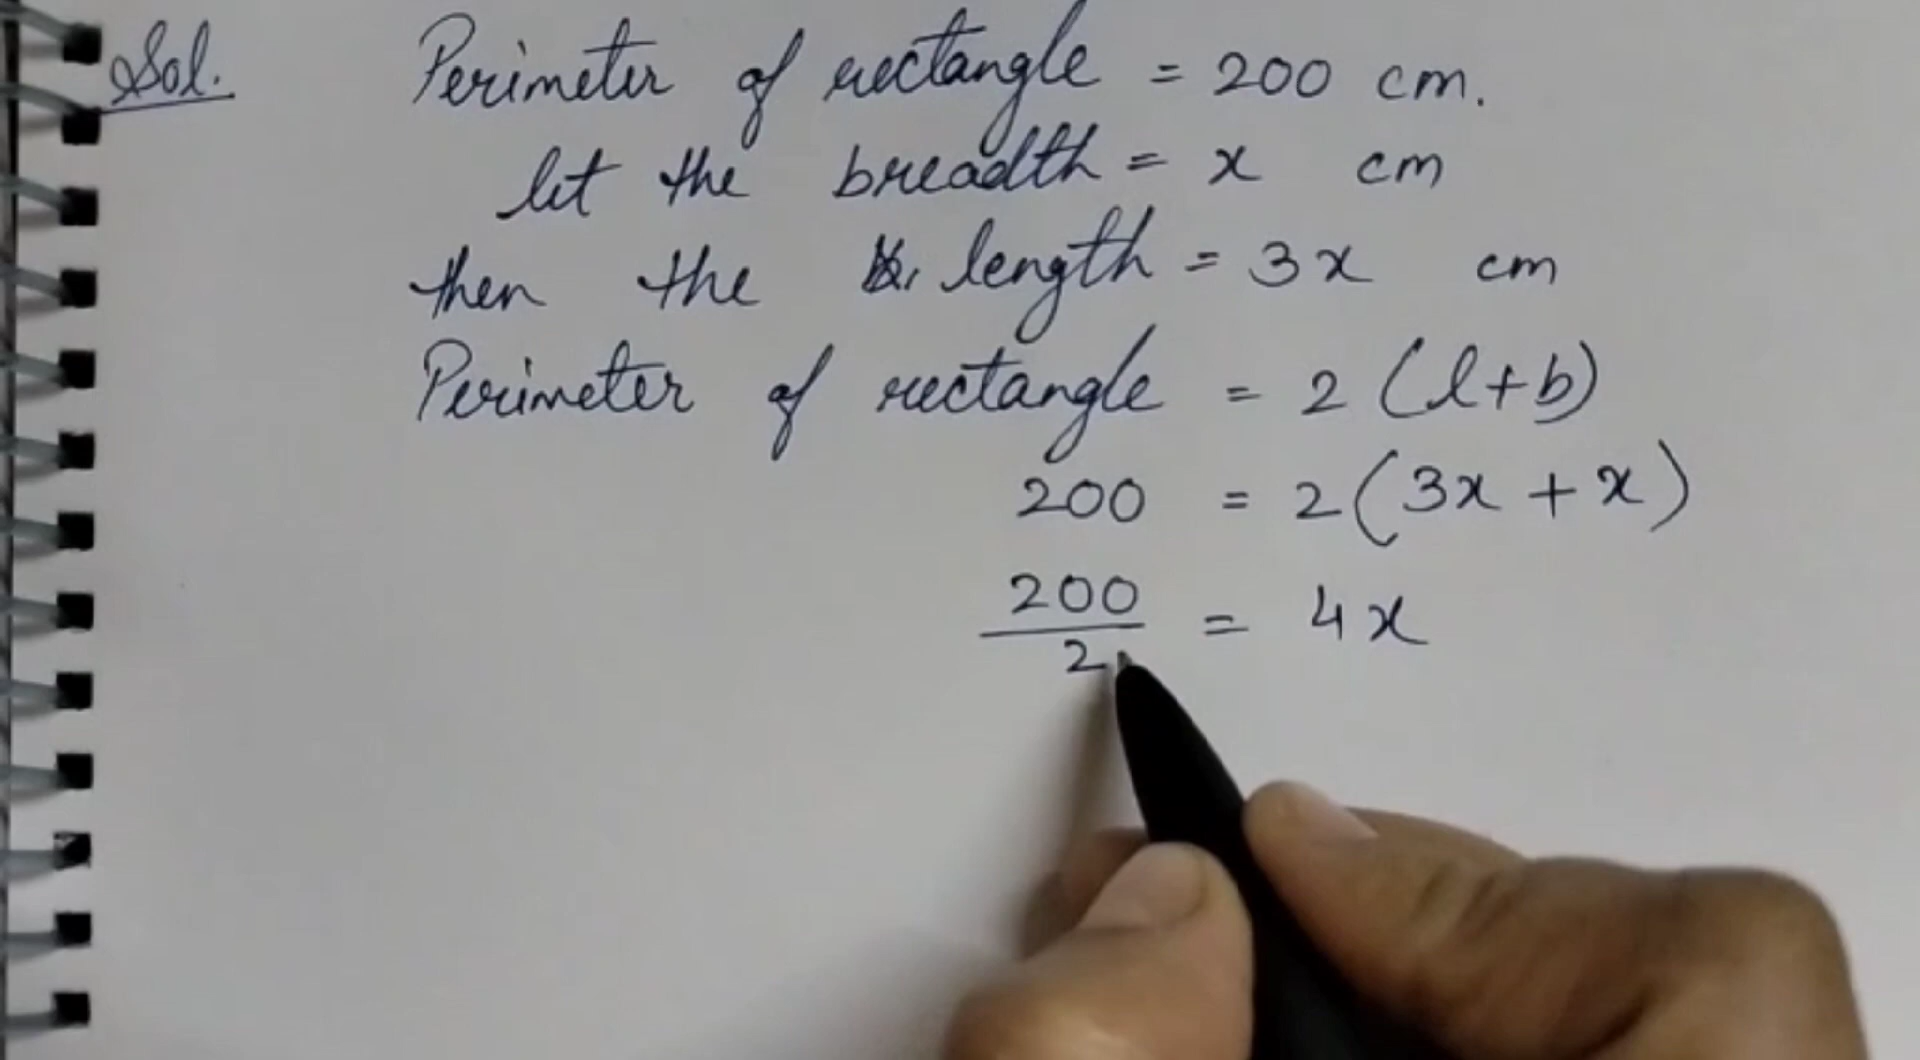 Sol. Perimeter of rectangle = 200 cm.
let the breadth = x cm
then the length = 3x cm
Perimeter of rectangle = 2 (l+b)
200 = 2(3x + x)
200/2 = 4x